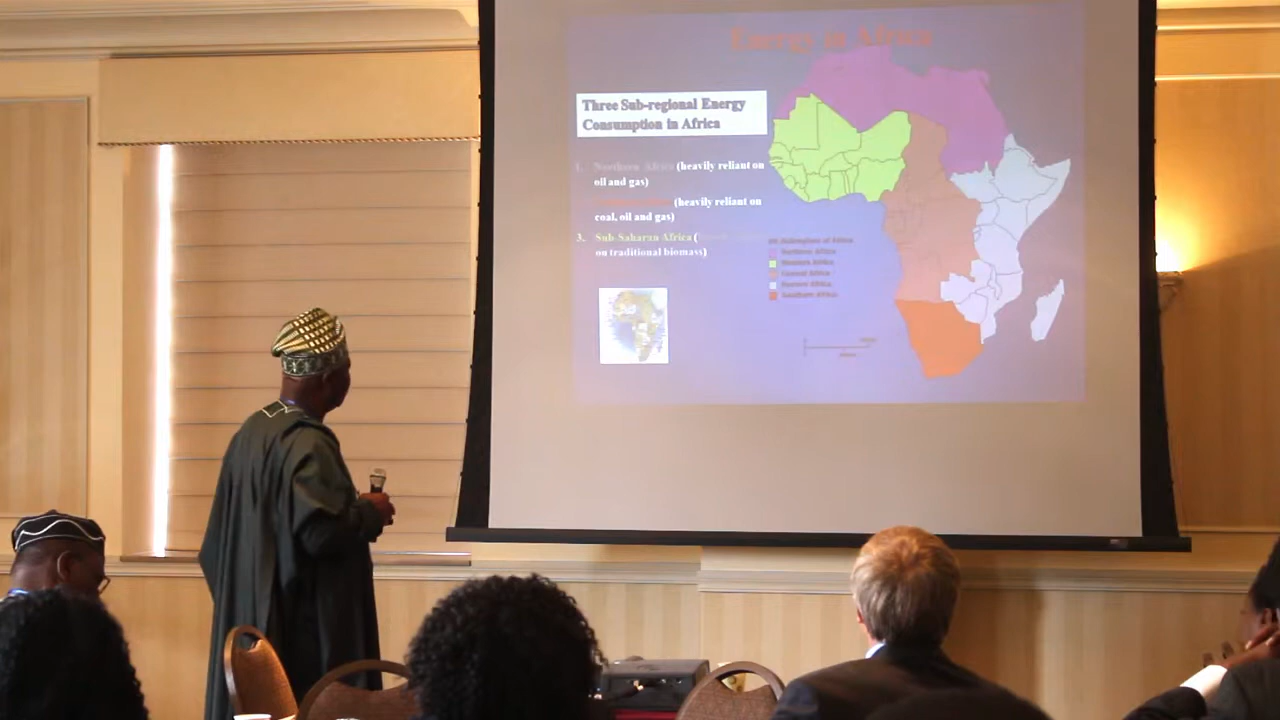 Energy in Africa
Three Sub-regional Energy
Consumption in Africa
1. Northern Africa (heavily reliant on
oil and gas)
(heavily reliant on
coal, oil and gas)
3. Sub Saharan Africa (
on traditional biomass)
of Africa
Northern Africa
Western Africa
Central Africa
Eastern Africa
Southern Africa